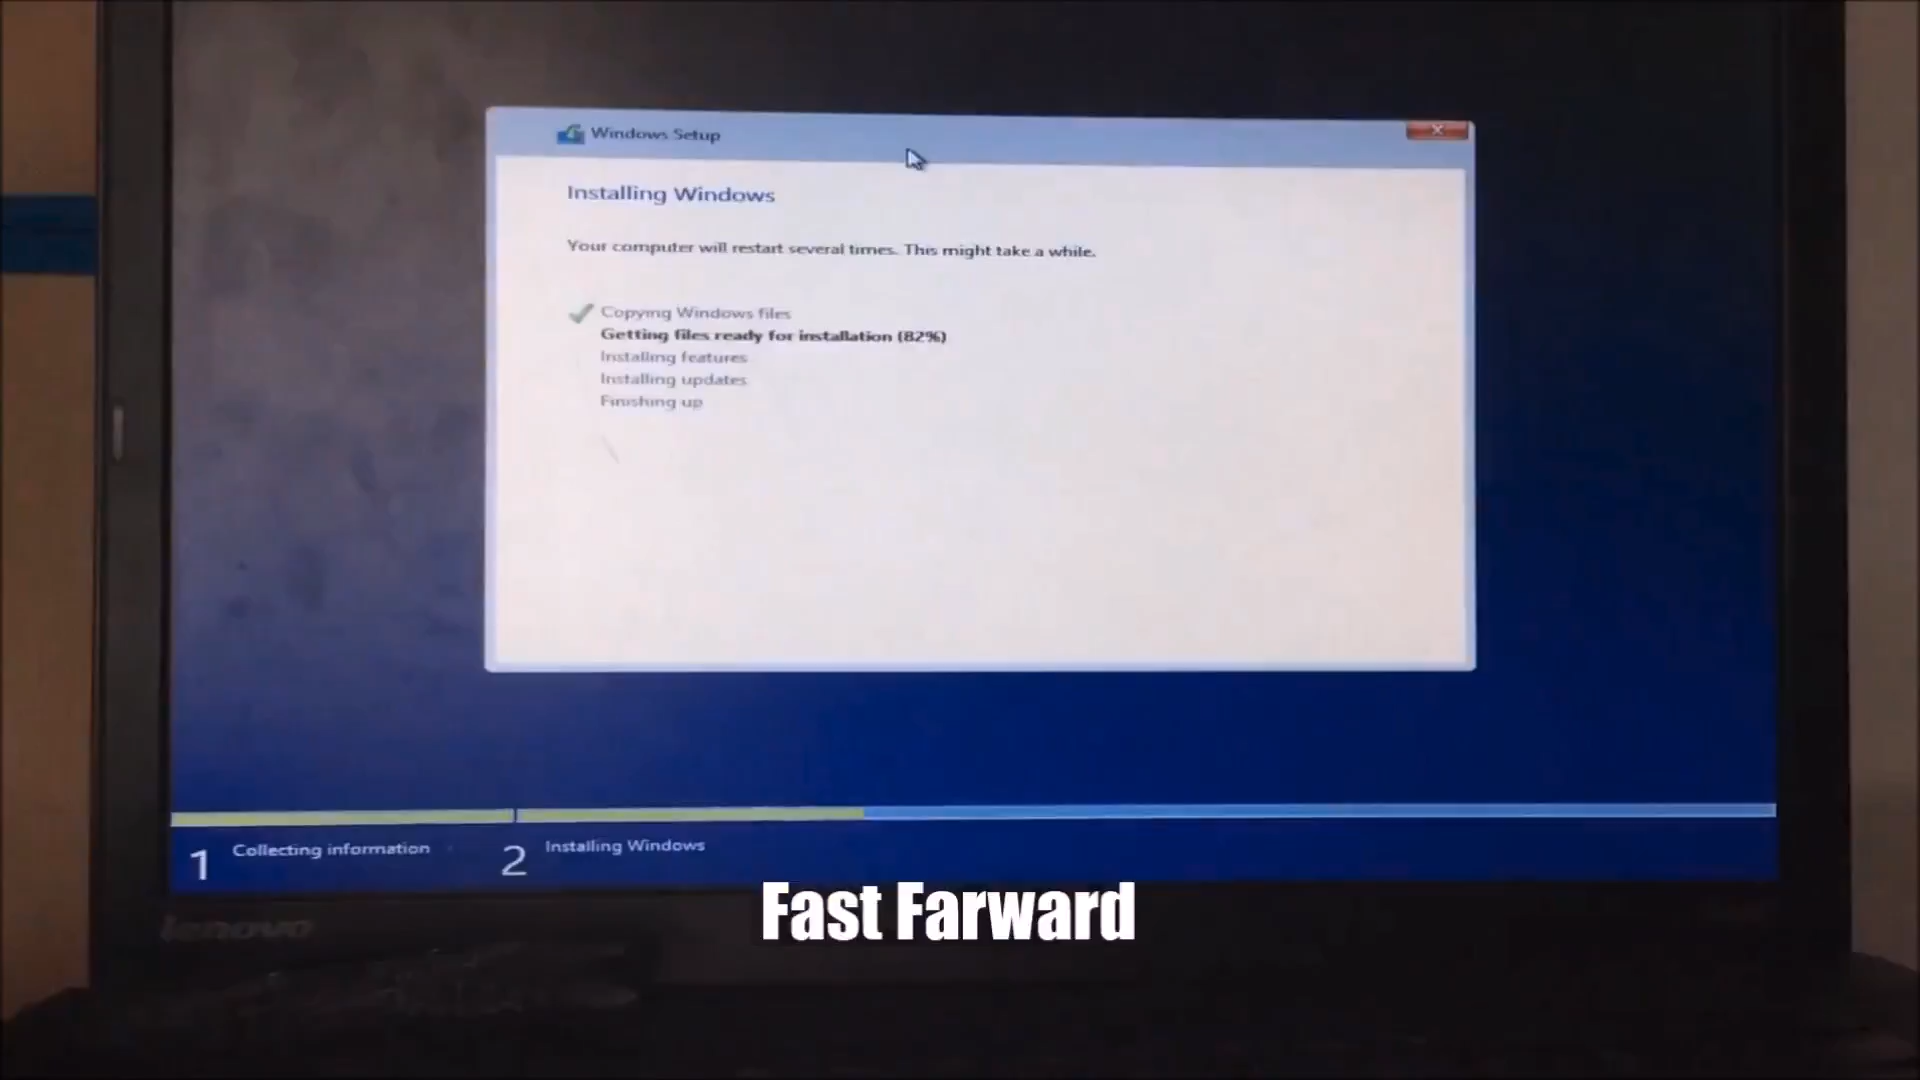 Windows Setup
Installing Windows
Your computer will restart several times. This might take a while.
Copying Windows files
Getting files ready for installation (82%)
Installing features
Installing updates
Finishing up
1 Collecting information
2 Installing Windows
Fast Farward
lenovo